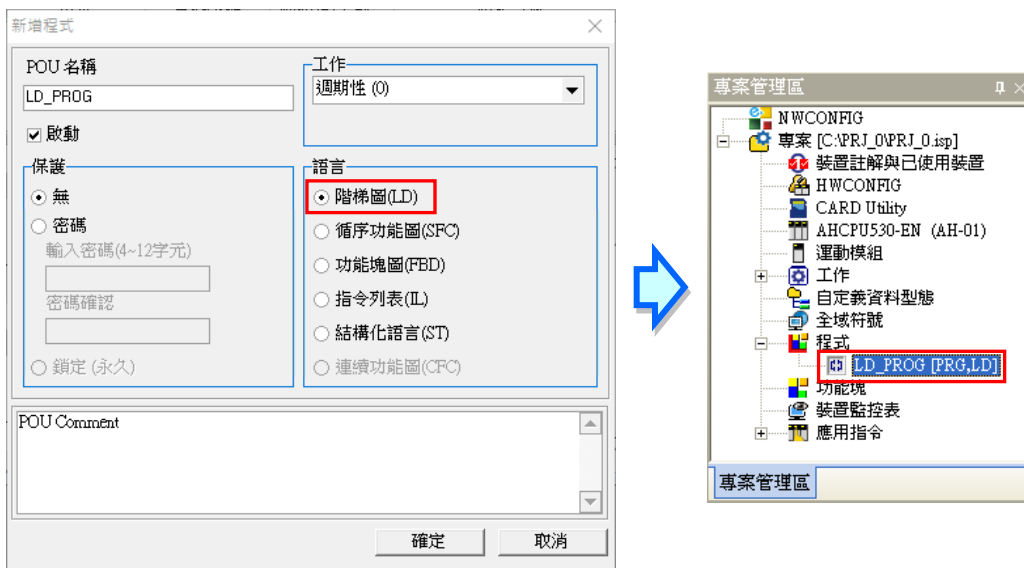 新增程式
POU 名稱
LD_PROG
啟動
保護
無
密碼
輸入密碼(4~12字元)
密碼確認
鎖定 (永久)
工作
週期性 (0)
語言
階梯圖(LD)
循序功能圖(SFC)
功能塊圖(FBD)
指令列表(IL)
結構化語言(ST)
連續功能圖(CFC)
POU Comment
確定
取消
專案管理區
NWCONFIG
專案 [C:\PRJ_0\PRJ_0.isp]
裝置註解與已使用裝置
HWCONFIG
CARD Utility
AHCPU530-EN (AH-01)
運動模組
工作
自定義資料型態
全域符號
程式
LD_PROG [PRG,LD]
功能塊
裝置監控表
應用指令
專案管理區